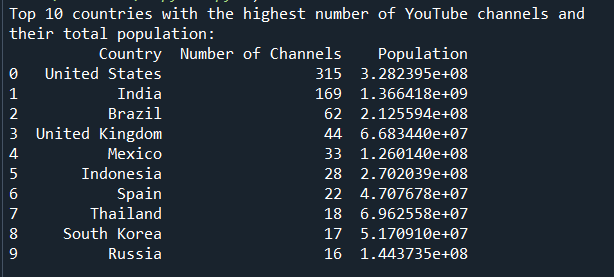 Top 10 countries with the highest number of YouTube channels and
their total population:
Country Number of Channels Population
0 United States 315 3.282395e+08
1 India 169 1.366418e+09
2 Brazil 62 2.125594e+08
3 United Kingdom 44 6.683440e+07
4 Mexico 33 1.260140e+08
5 Indonesia 28 2.702039e+08
6 Spain 22 4.707678e+07
7 Thailand 18 6.962558e+07
8 South Korea 17 5.170910e+07
9 Russia 16 1.443735e+08